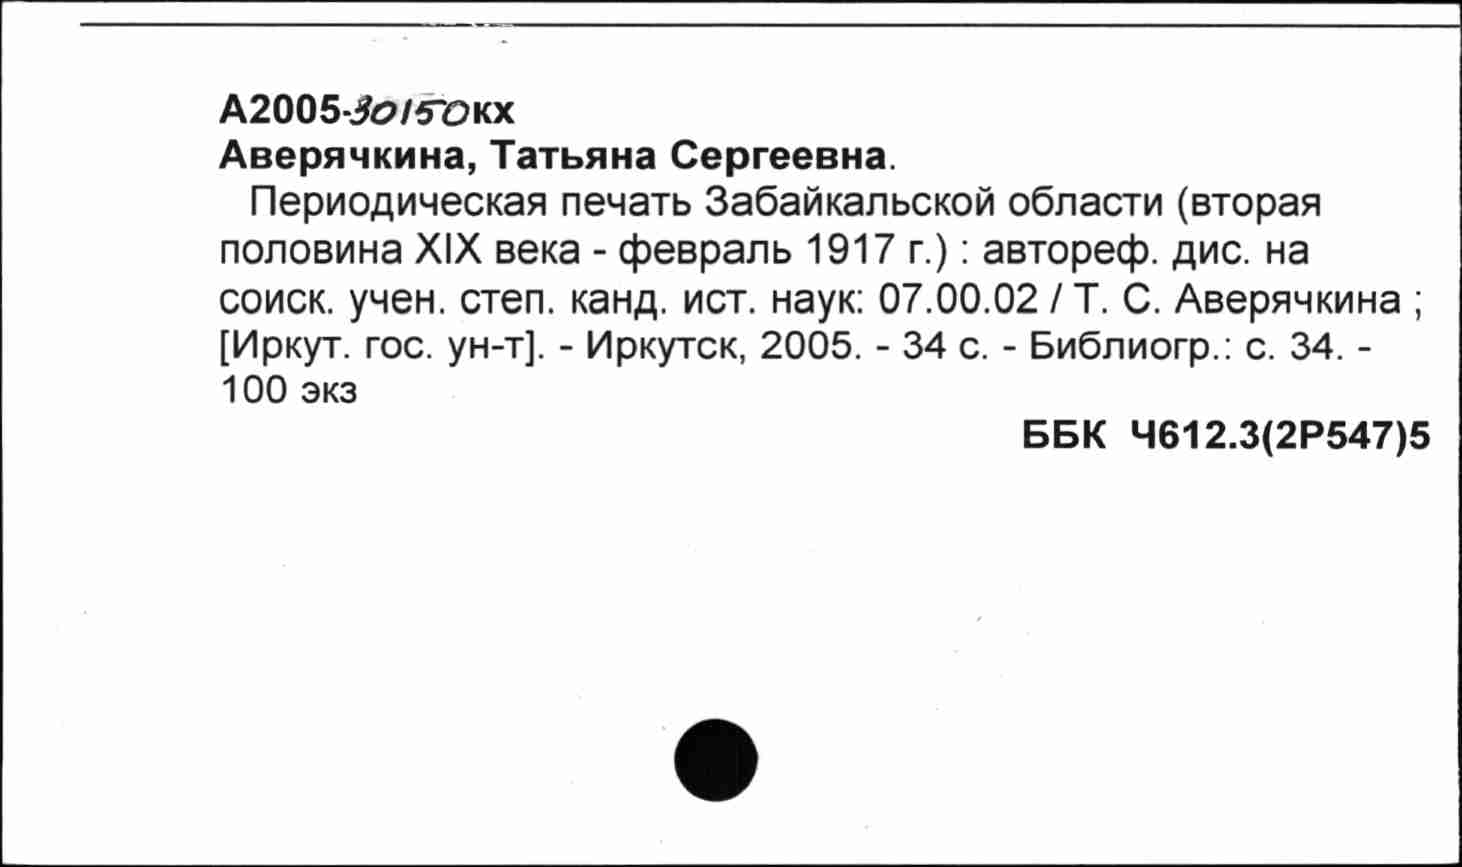 А2005-30150кх
Аверячкина, Татьяна Сергеевна.
Периодическая печать Забайкальской области (вторая
половина XIX века - февраль 1917 г.) : автореф. дис. на
соиск. учен. степ. канд. ист. наук: 07.00.02 / Т. С. Аверячкина ;
[Иркут. гос. ун-т]. - Иркутск, 2005. - 34 с. - Библиогр.: с. 34. -
100 экз
ББК Ч612.3(2Р547)5